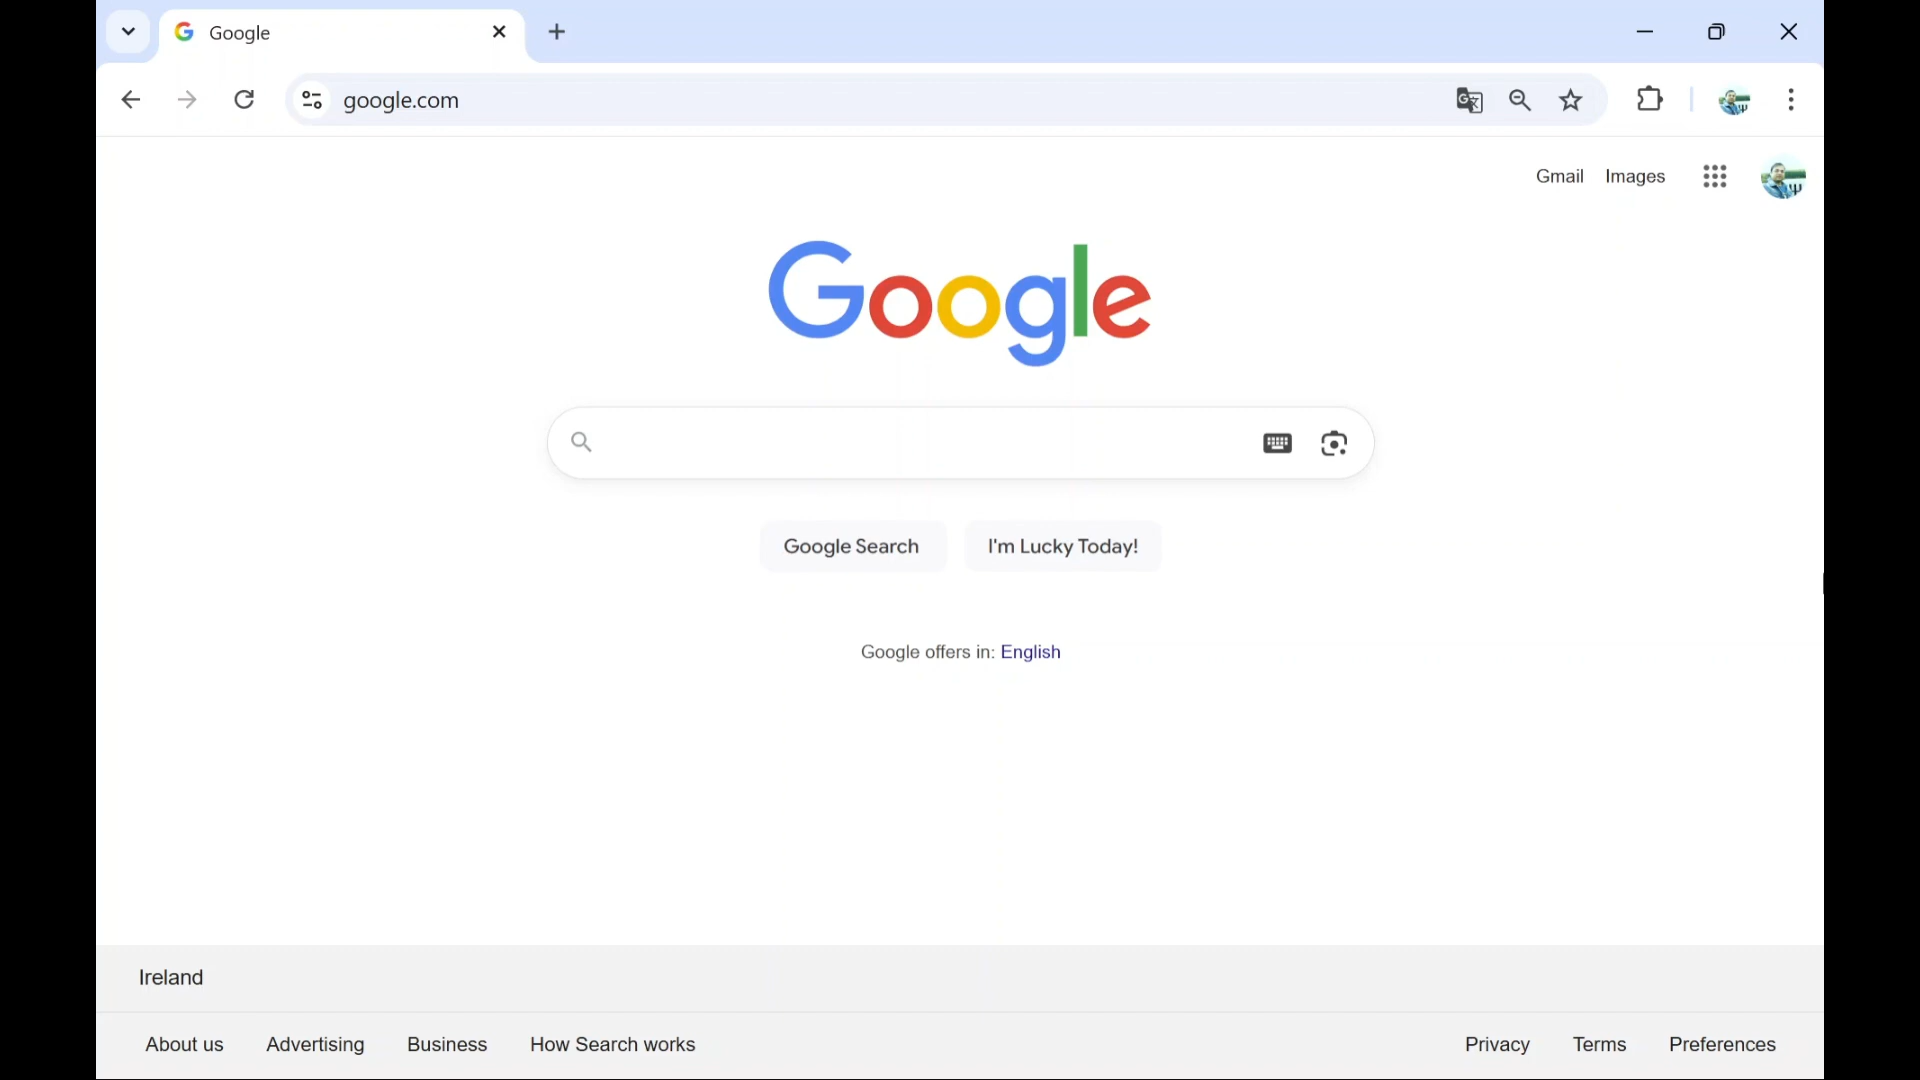 Google
google.com
Gmail Images
Google
Google Search I'm Lucky Today!
Google offers in: English
Ireland
About us Advertising Business How Search works Privacy Terms Preferences